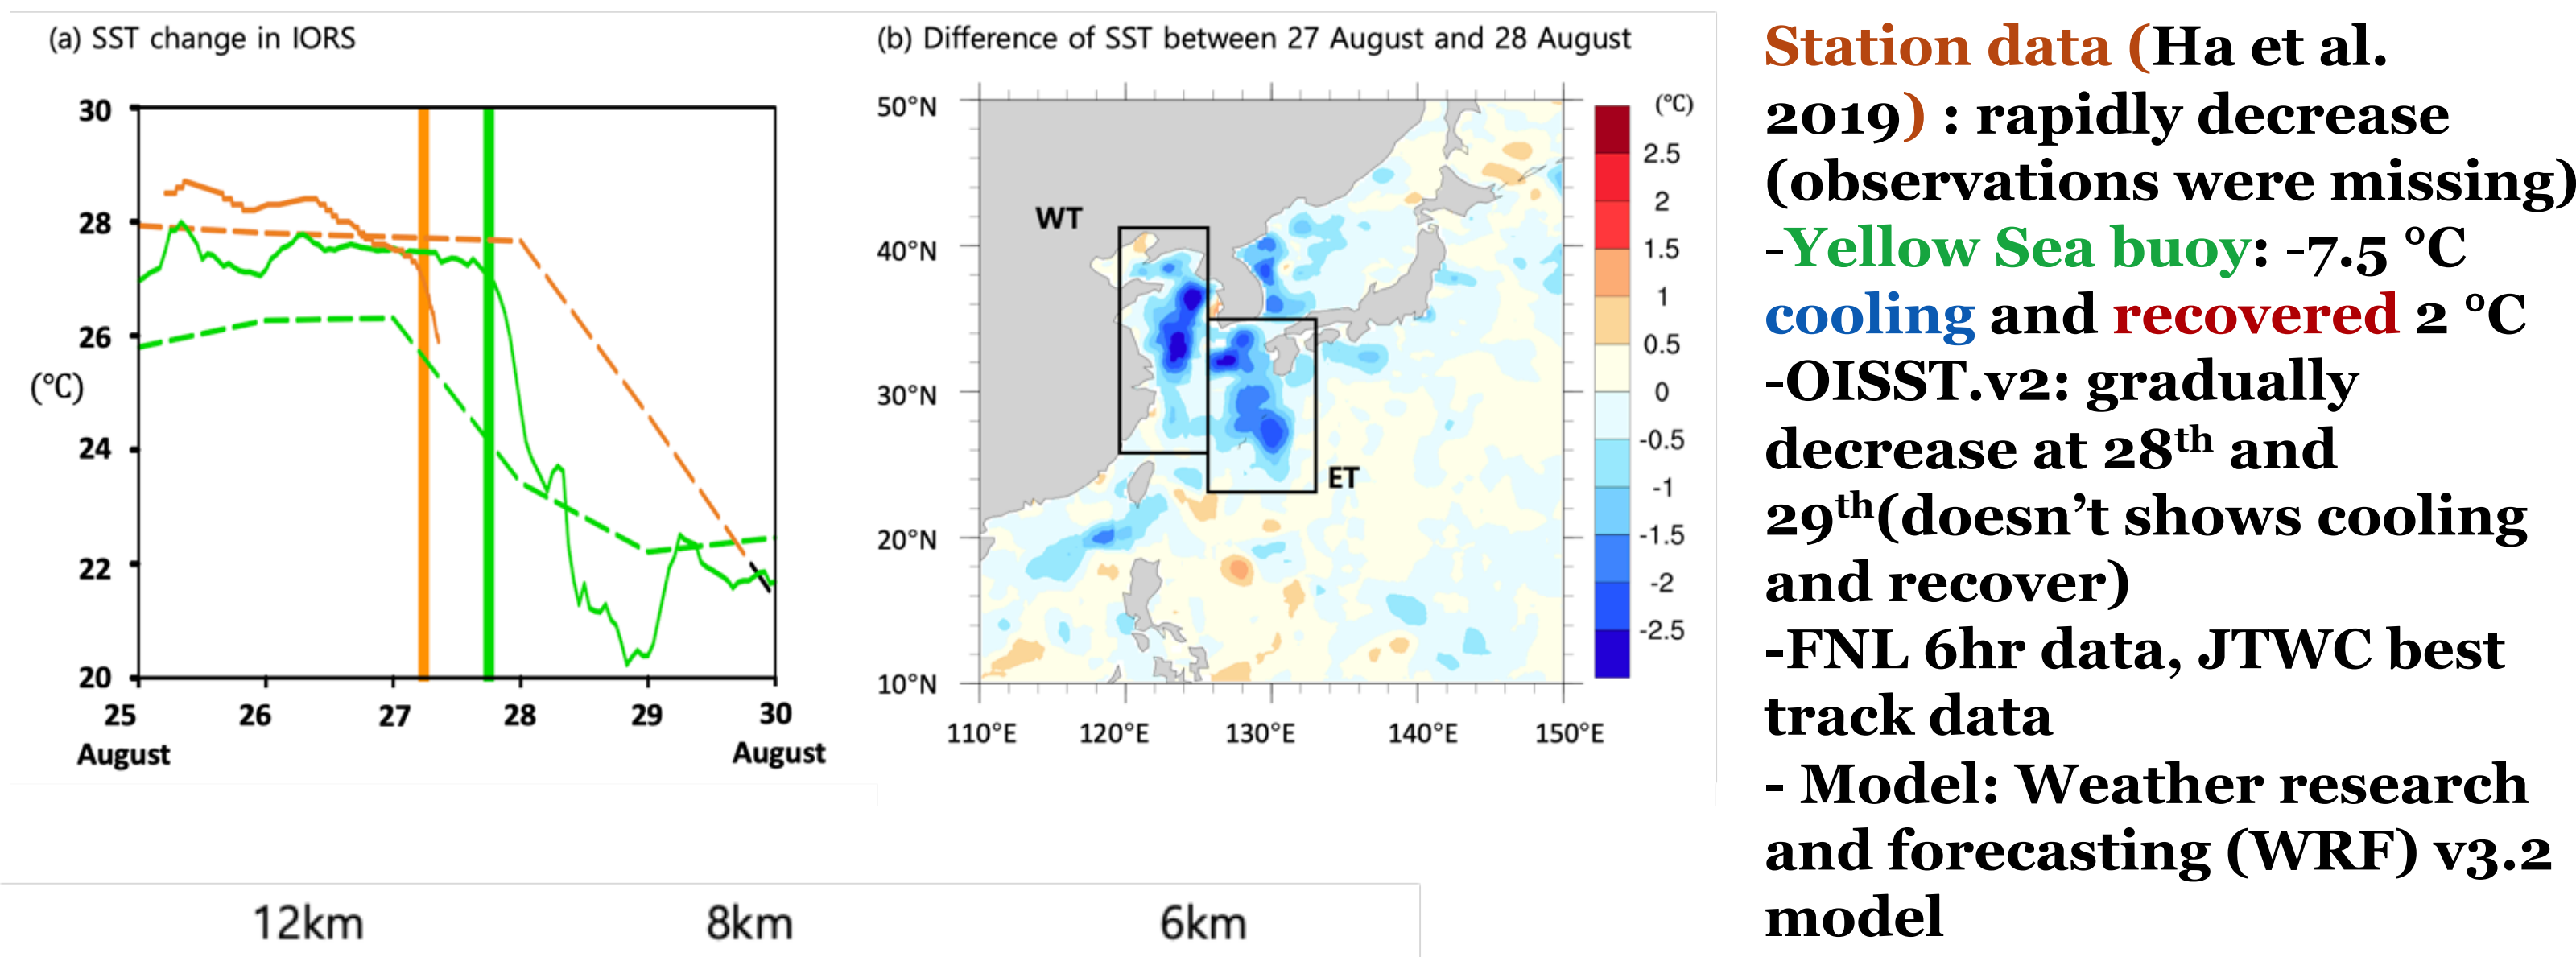 (a) SST change in IORS
30
28
26
(℃)
24
22
20
25
26
27
28
29
30
August
August
(b) Difference of SST between 27 August and 28 August
50°N
40°N
30°N
20°N
10°N
110°E
120°E
130°E
140°E
150°E
WT
ET
(℃)
2.5
2
1.5
1
0.5
0
-0.5
-1
-1.5
-2
-2.5
12km
8km
6km
Station data (Ha et al.
2019) : rapidly decrease
(observations were missing)
-Yellow Sea buoy: -7.5 °C
cooling and recovered 2 °C
-OISST.v2: gradually
decrease at 28th and
29th(doesn’t shows cooling
and recover)
-FNL 6hr data, JTWC best
track data
- Model: Weather research
and forecasting (WRF) v3.2
model